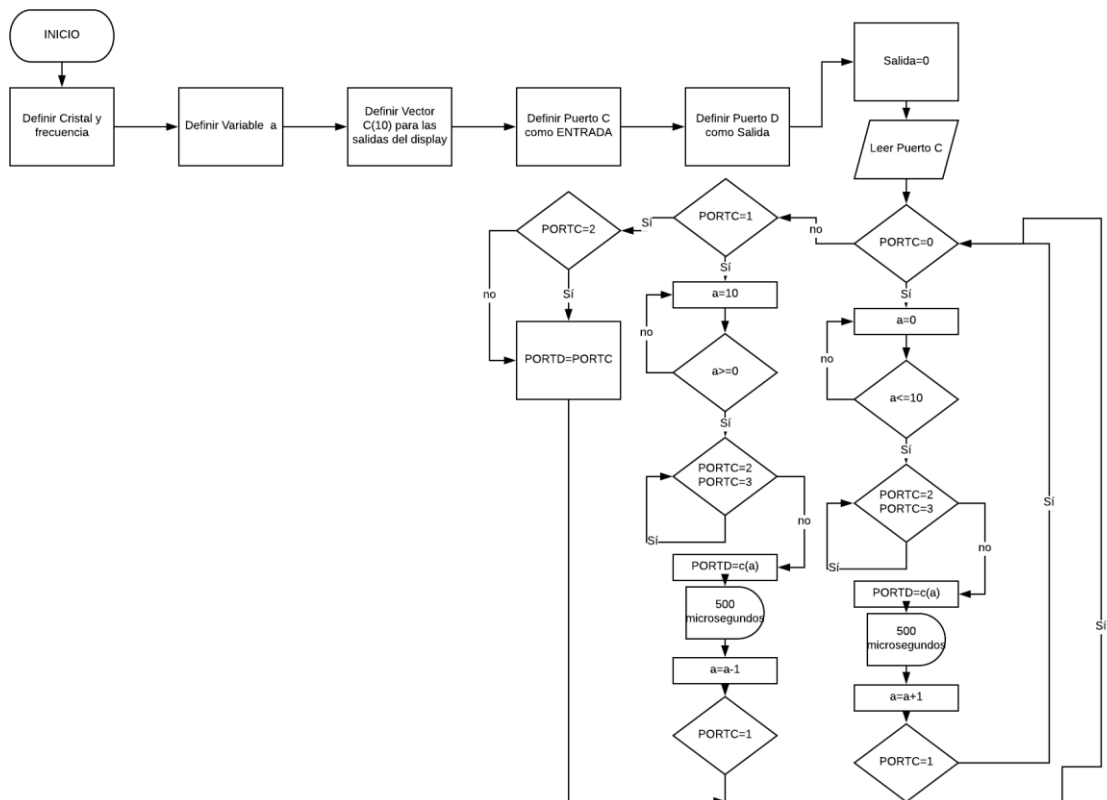 INICIO
Definir Cristal y
frecuencia
Definir Variable a
Definir Vector
C(10) para las
salidas del display
Definir Puerto C
como ENTRADA
Definir Puerto D
como Salida
Salida=0
Leer Puerto C
PORTC=0
no
Sí
PORTC=1
Sí
Sí
PORTC=2
no
Sí
PORTD=PORTC
a=10
no
a>=0
Sí
PORTC=2
PORTC=3
Sí
no
PORTD=c(a)
500
microsegundos
a=a-1
PORTC=1
a=0
no
a<=10
Sí
PORTC=2
PORTC=3
Sí
no
PORTD=c(a)
500
microsegundos
a=a+1
PORTC=1
Sí
Sí